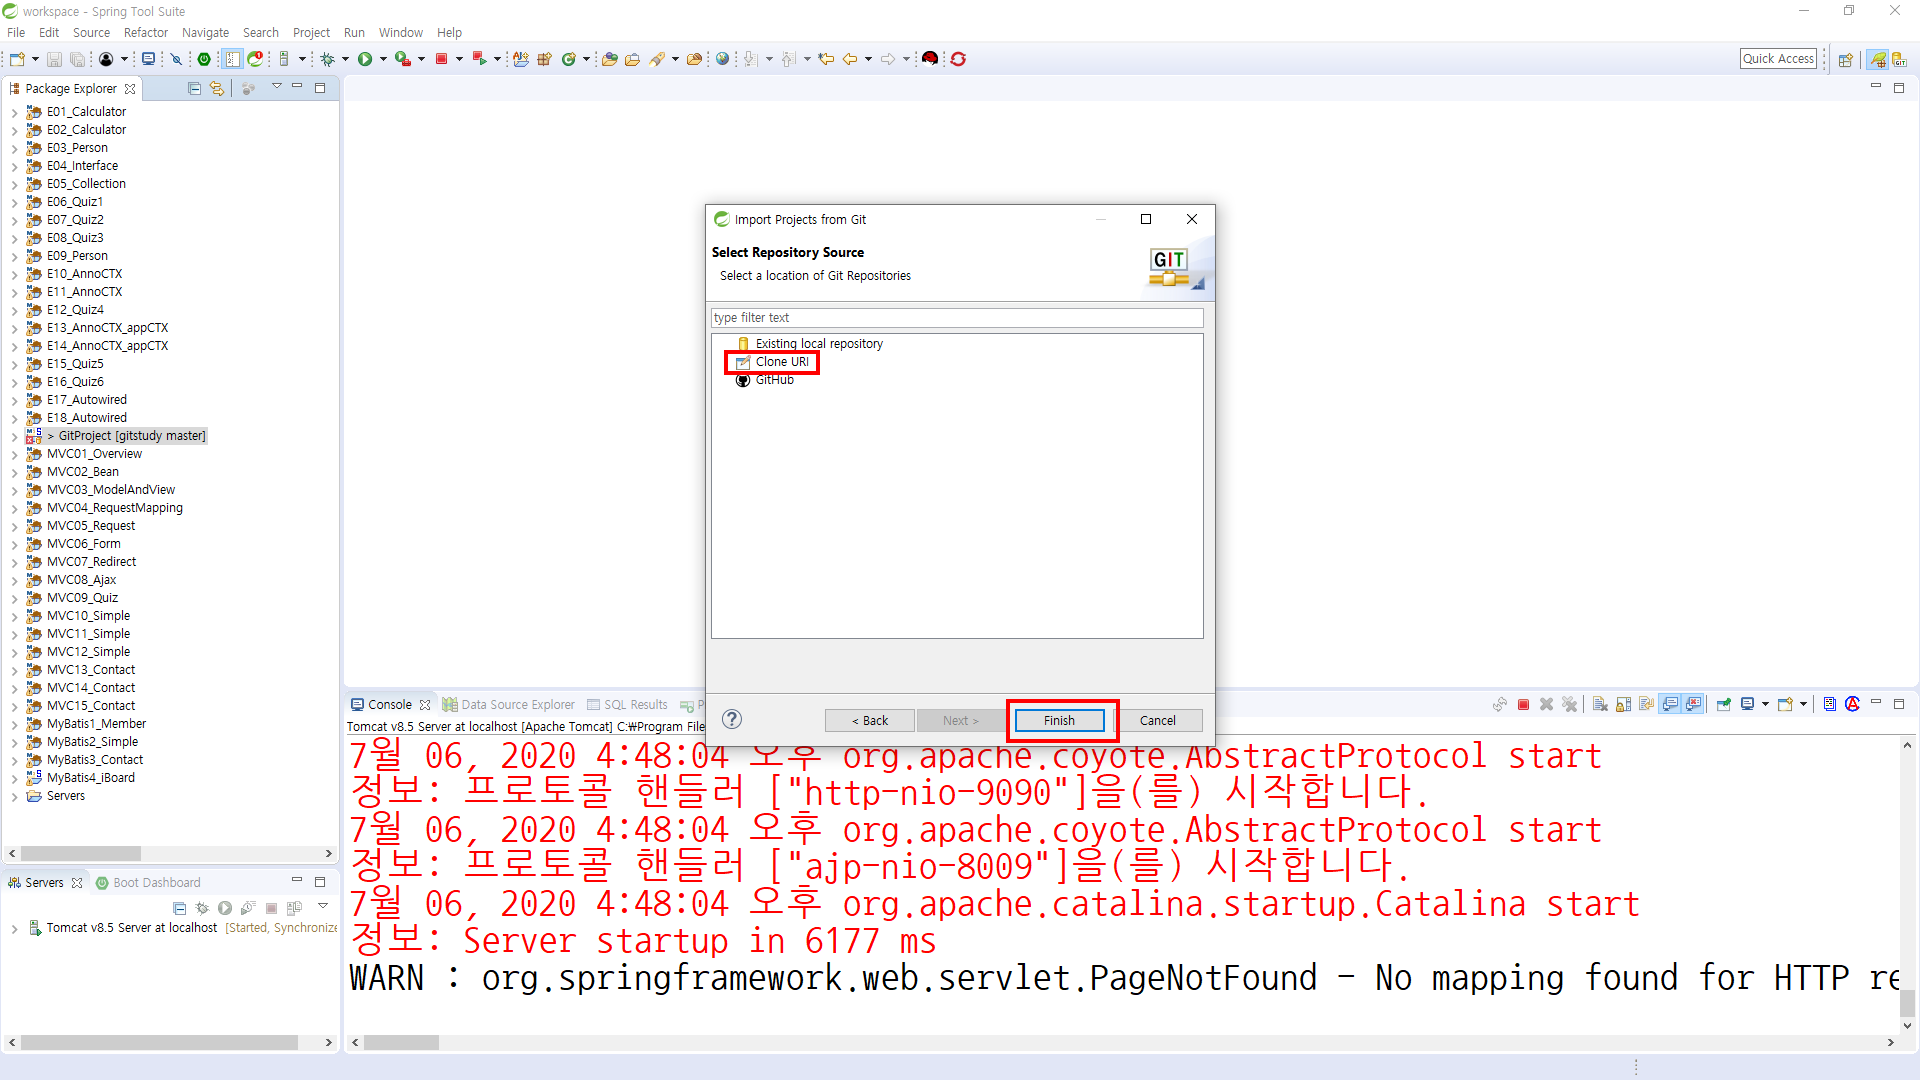 workspace - Spring Tool Suite
File Edit Source Refactor Navigate Search Project Run Window Help
Quick Access
Package Explorer
E01_Calculator
E02_Calculator
E03_Person
E04_Interface
E05_Collection
E06_Quiz1
E07_Quiz2
E08_Quiz3
E09_Person
E10_AnnoCTX
E11_AnnoCTX
E12_Quiz4
E13_AnnoCTX_appCTX
E14_AnnoCTX_appCTX
E15_Quiz5
E16_Quiz6
E17_Autowired
E18_Autowired
> GitProject [gitstudy master]
MVC01_Overview
MVC02_Bean
MVC03_ModelAndView
MVC04_RequestMapping
MVC05_Request
MVC06_Form
MVC07_Redirect
MVC08_Ajax
MVC09_Quiz
MVC10_Simple
MVC11_Simple
MVC12_Simple
MVC13_Contact
MVC14_Contact
MVC15_Contact
MyBatis1_Member
MyBatis2_Simple
MyBatis3_Contact
MyBatis4_iBoard
Servers
Servers Boot Dashboard
Tomcat v8.5 Server at localhost [Started, Synchronize
Import Projects from Git
Select Repository Source
Select a location of Git Repositories
GIT
type filter text
Existing local repository
Clone URI
GitHub
< Back Next > Finish Cancel
Console Data Source Explorer SQL Results P
Tomcat v8.5 Server at localhost [Apache Tomcat] C:₩Program File
7월 06, 2020 4:48:04 오후 org.apache.coyote.AbstractProtocol start
정보: 프로토콜 핸들러 ["http-nio-9090"]을(를) 시작합니다.
7월 06, 2020 4:48:04 오후 org.apache.coyote.AbstractProtocol start
정보: 프로토콜 핸들러 ["ajp-nio-8009"]을(를) 시작합니다.
7월 06, 2020 4:48:04 오후 org.apache.catalina.startup.Catalina start
정보: Server startup in 6177 ms
WARN : org.springframework.web.servlet.PageNotFound - No mapping found for HTTP re